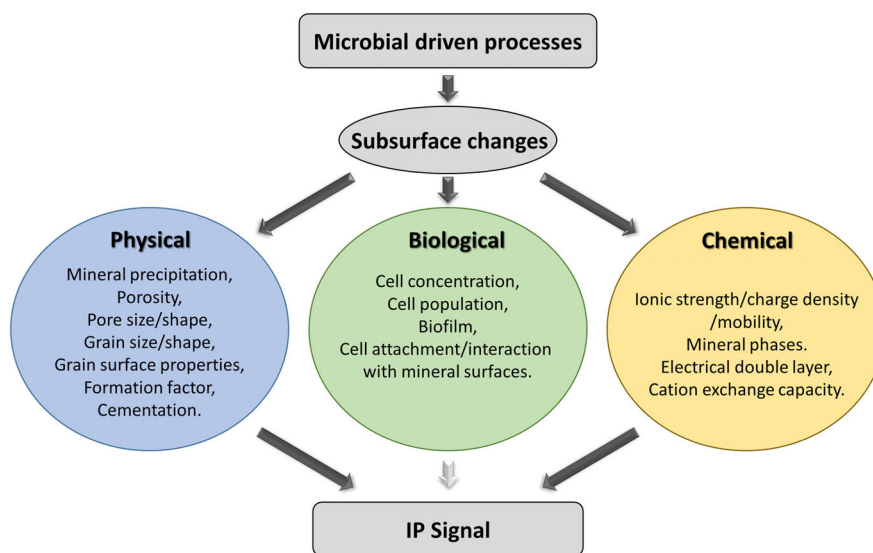 Microbial driven processes
Subsurface changes
Physical
Mineral precipitation,
Porosity,
Pore size/shape,
Grain size/shape,
Grain surface properties,
Formation factor,
Cementation.
Biological
Cell concentration,
Cell population,
Biofilm,
Cell attachment/interaction
with mineral surfaces.
Chemical
Ionic strength/charge density
/mobility,
Mineral phases.
Electrical double layer,
Cation exchange capacity.
IP Signal